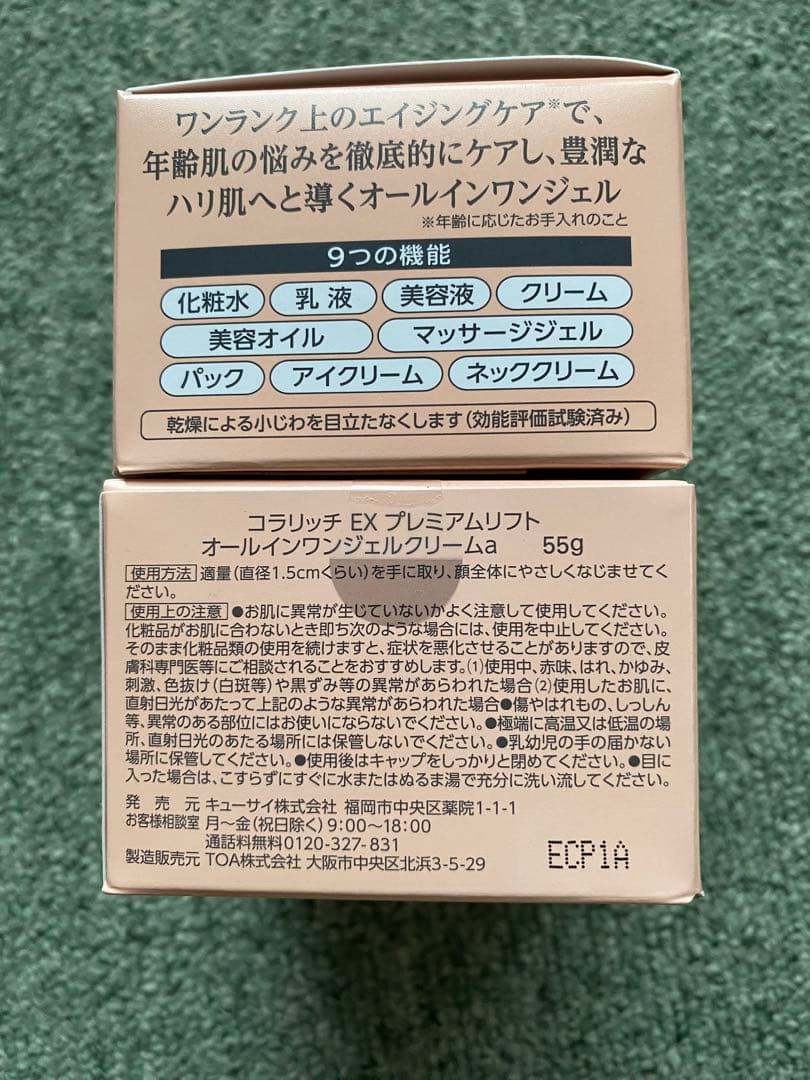 ワンランク上のエイジングケア※で、
年齢肌の悩みを徹底的にケアし、豊潤な
ハリ肌へと導くオールインワンジェル
※年齢に応じたお手入れのこと
9つの機能
化粧水 乳液 美容液 クリーム
美容オイル マッサージジェル
パック アイクリーム ネッククリーム
乾燥による小じわを目立たなくします(効能評価試験済み)
コラリッチ EX プレミアムリフト
オールインワンジェルクリームa 55g
使用方法 適量(直径1.5cmくらい)を手に取り、顔全体にやさしくなじませてく
ださい。
使用上の注意 ●お肌に異常が生じていないかよく注意して使用してください。
化粧品がお肌に合わないとき即ち次のような場合には、使用を中止してください。
そのまま化粧品類の使用を続けますと、症状を悪化させることがありますので、皮
膚科専門医等にご相談されることをおすすめします。(1)使用中、赤味、はれ、かゆみ、
刺激、色抜け(白斑等)や黒ずみ等の異常があらわれた場合(2)使用したお肌に、
直射日光があたって上記のような異常があらわれた場合●傷やはれもの、しっしん
等、異常のある部位にはお使いにならないでください。●極端に高温又は低温の場
所、直射日光のあたる場所には保管しないでください。●乳幼児の手の届かない
場所に保管してください。●使用後はキャップをしっかりと閉めてください。●目に
入った場合は、こすらずにすぐに水またはぬるま湯で充分に洗い流してください。
発売元 キューサイ株式会社 福岡市中央区薬院1-1-1
お客様相談室 月〜金(祝日除く)9:00〜18:00
通話料無料0120-327-831
製造販売元 TOA株式会社 大阪市中央区北浜3-5-29
ECP1A